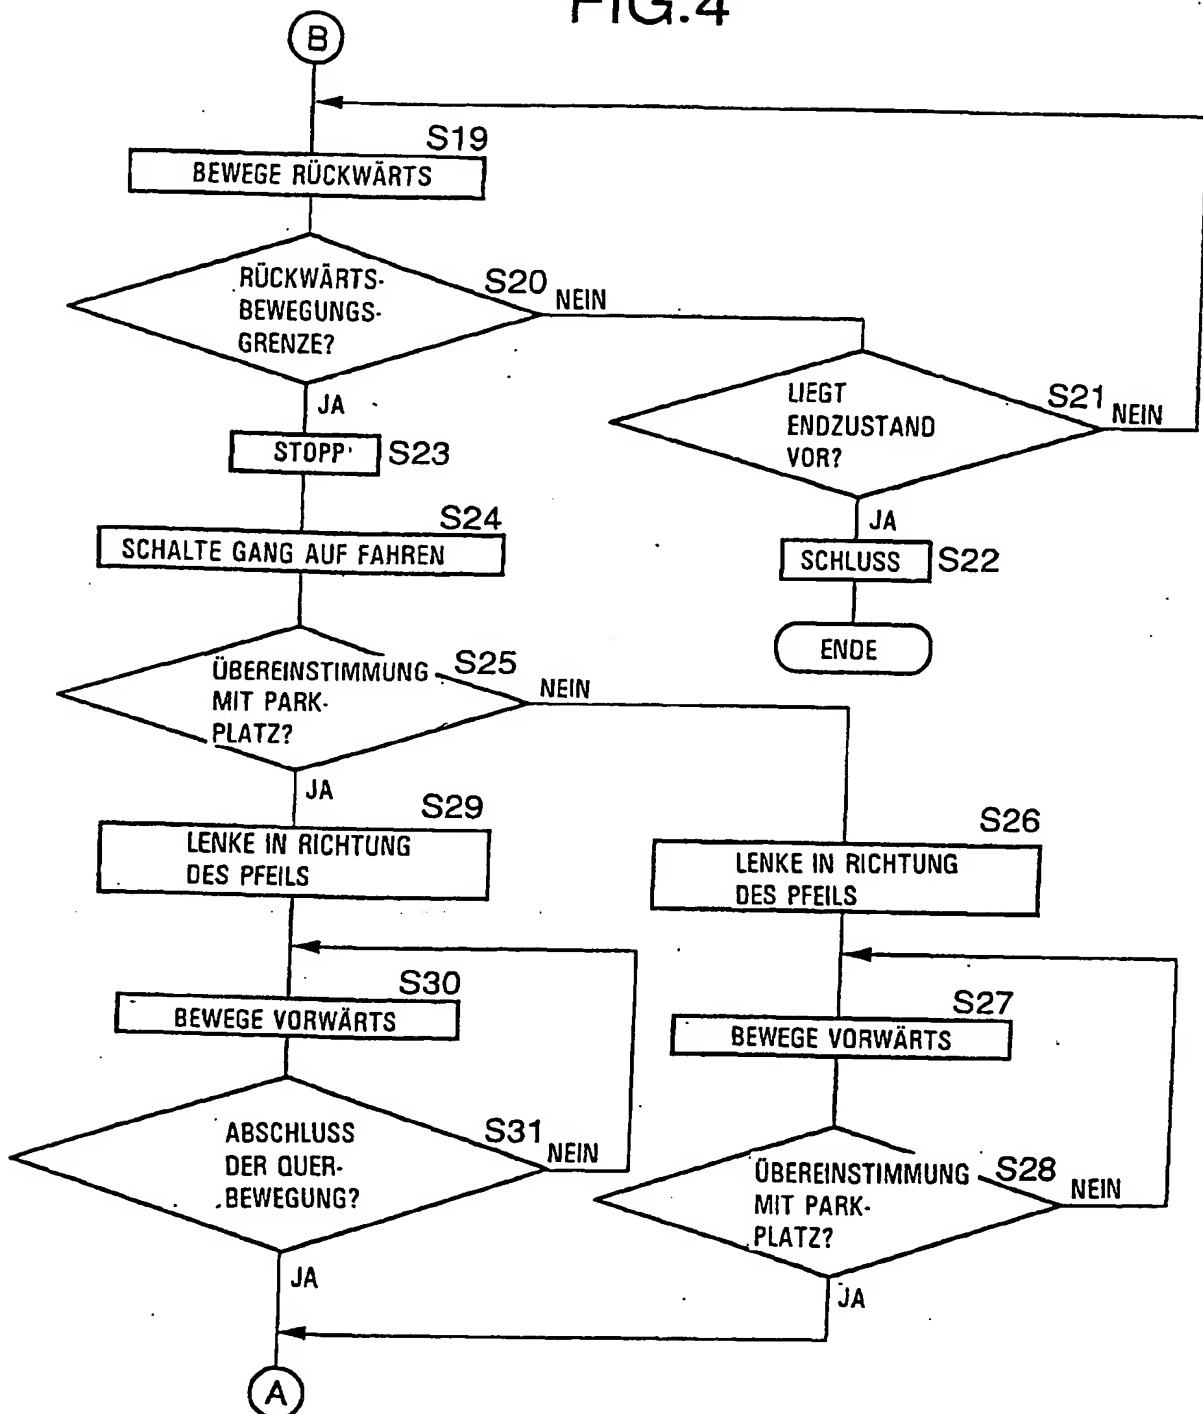 FIG.4
B
S19
BEWEGE RÜCKWÄRTS
RÜCKWÄRTS-
BEWEGUNGS-
GRENZE?
S20
NEIN
JA
LIEGT
ENDZUSTAND
VOR?
S21
NEIN
STOPP
S23
JA
S24
SCHALTE GANG AUF FAHREN
SCHLUSS
S22
ENDE
ÜBEREINSTIMMUNG
MIT PARK-
PLATZ?
S25
NEIN
JA
S29
LENKE IN RICHTUNG
DES PFEILS
S26
LENKE IN RICHTUNG
DES PFEILS
S30
BEWEGE VORWÄRTS
S27
BEWEGE VORWÄRTS
ABSCHLUSS
DER QUER-
BEWEGUNG?
S31
NEIN
ÜBEREINSTIMMUNG
MIT PARK-
PLATZ?
S28
NEIN
JA
JA
A